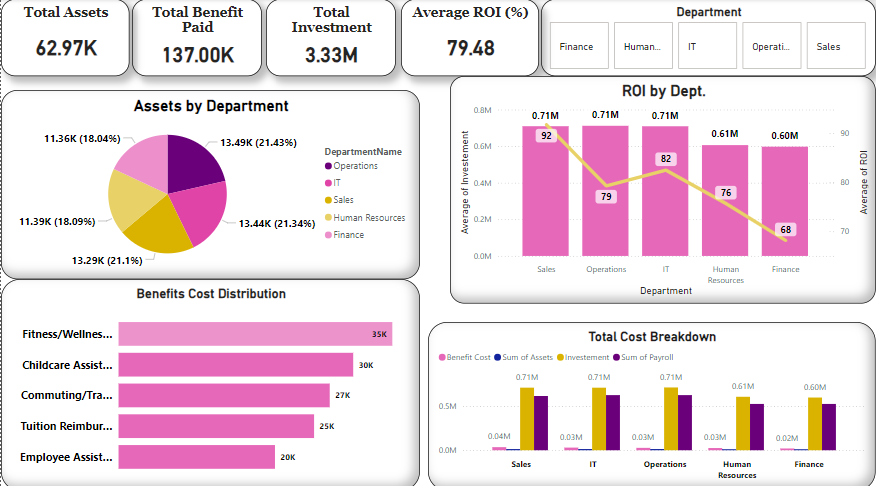 Total Assets
62.97K
Total Benefit
Paid
137.00K
Total
Investment
3.33M
Average ROI (%)
79.48
Department
Finance
Human...
IT
Operati...
Sales
Assets by Department
11.36K (18.04%)
13.49K (21.43%)
11.39K (18.09%)
13.44K (21.34%)
13.29K (21.1%)
DepartmentName
Operations
IT
Sales
Human Resources
Finance
ROI by Dept.
Average of Investement
0.8M
0.6M
0.4M
0.2M
0.0M
0.71M
0.71M
0.71M
0.61M
0.60M
92
79
82
76
68
90
80
70
Average of ROI
Sales
Operations
IT
Human
Resources
Finance
Department
Benefits Cost Distribution
Fitness/Wellnes...
35K
Childcare Assist...
30K
Commuting/Tra...
27K
Tuition Reimbur...
25K
Employee Assist...
20K
Total Cost Breakdown
Benefit Cost
Sum of Assets
Investement
Sum of Payroll
0.5M
0.0M
0.04M
0.71M
0.03M
0.71M
0.03M
0.71M
0.03M
0.61M
0.02M
0.60M
Sales
IT
Operations
Human
Resources
Finance